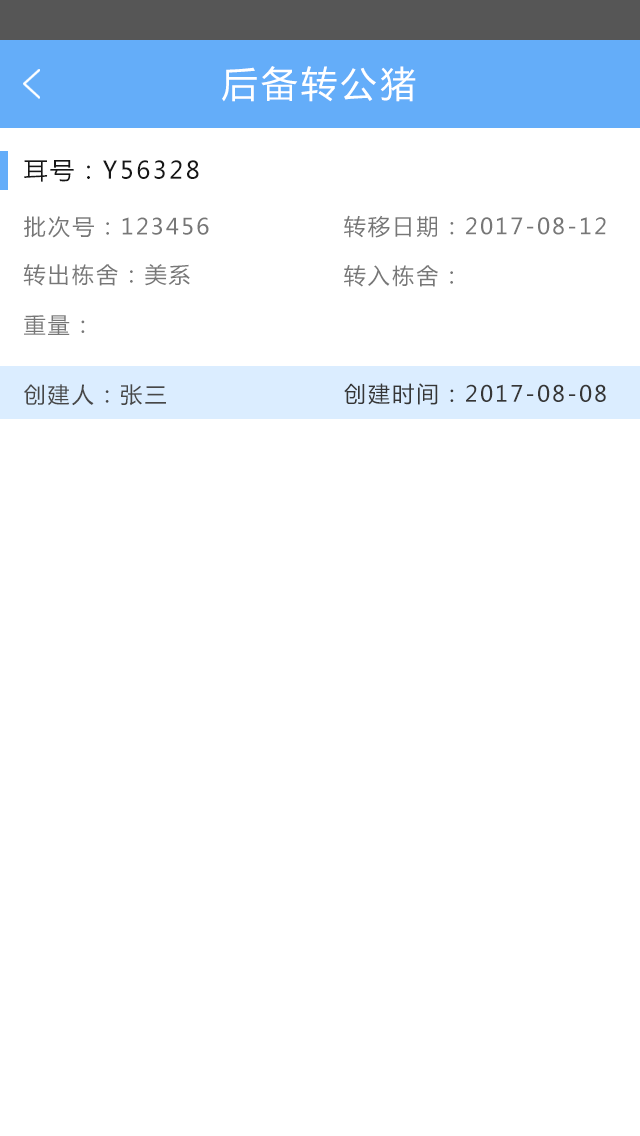 后备转公猪
耳号：Y56328
批次号：123456 转移日期：2017-08-12
转出栋舍：美系 转入栋舍：
重量：
创建人：张三 创建时间：2017-08-08